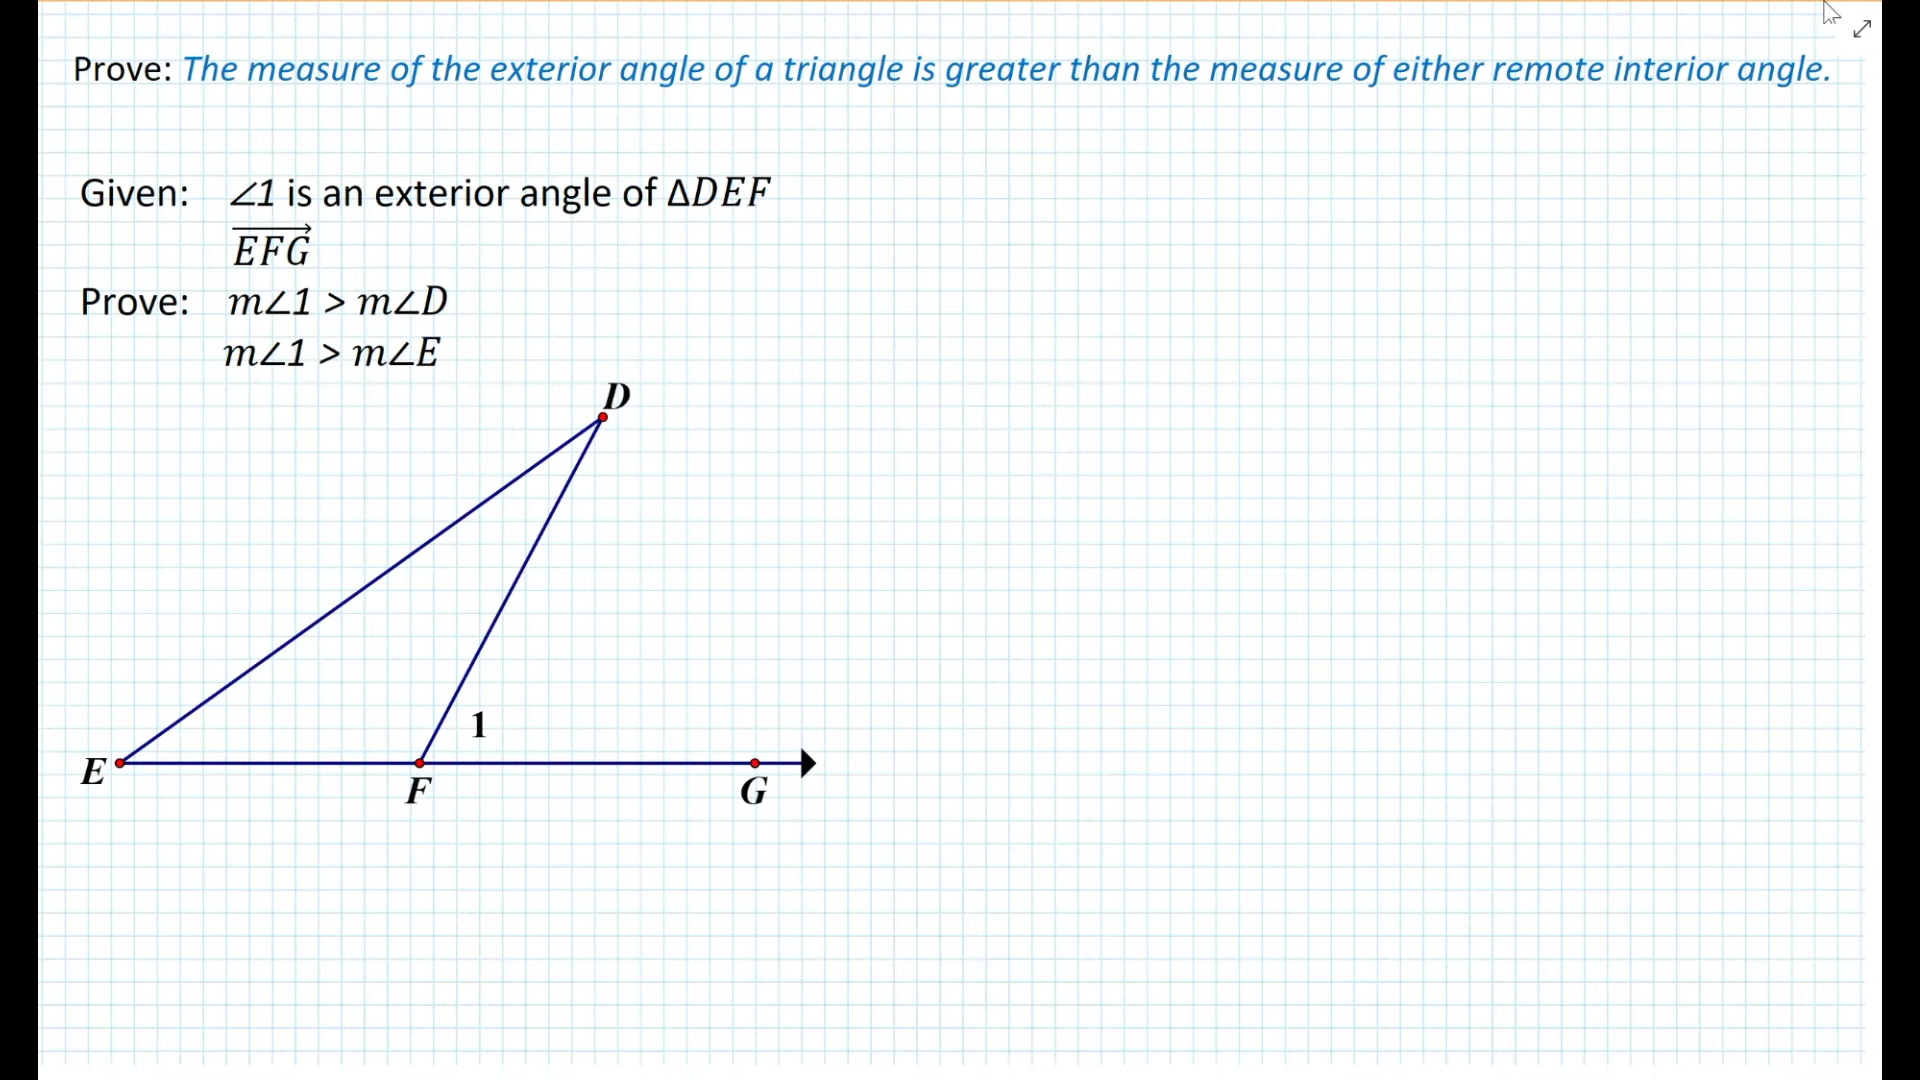 Prove: The measure of the exterior angle of a triangle is greater than the measure of either remote interior angle.
Given: ∠1 is an exterior angle of ΔDEF
EFG
Prove: m∠1 > m∠D
m∠1 > m∠E
D
1
E
F
G